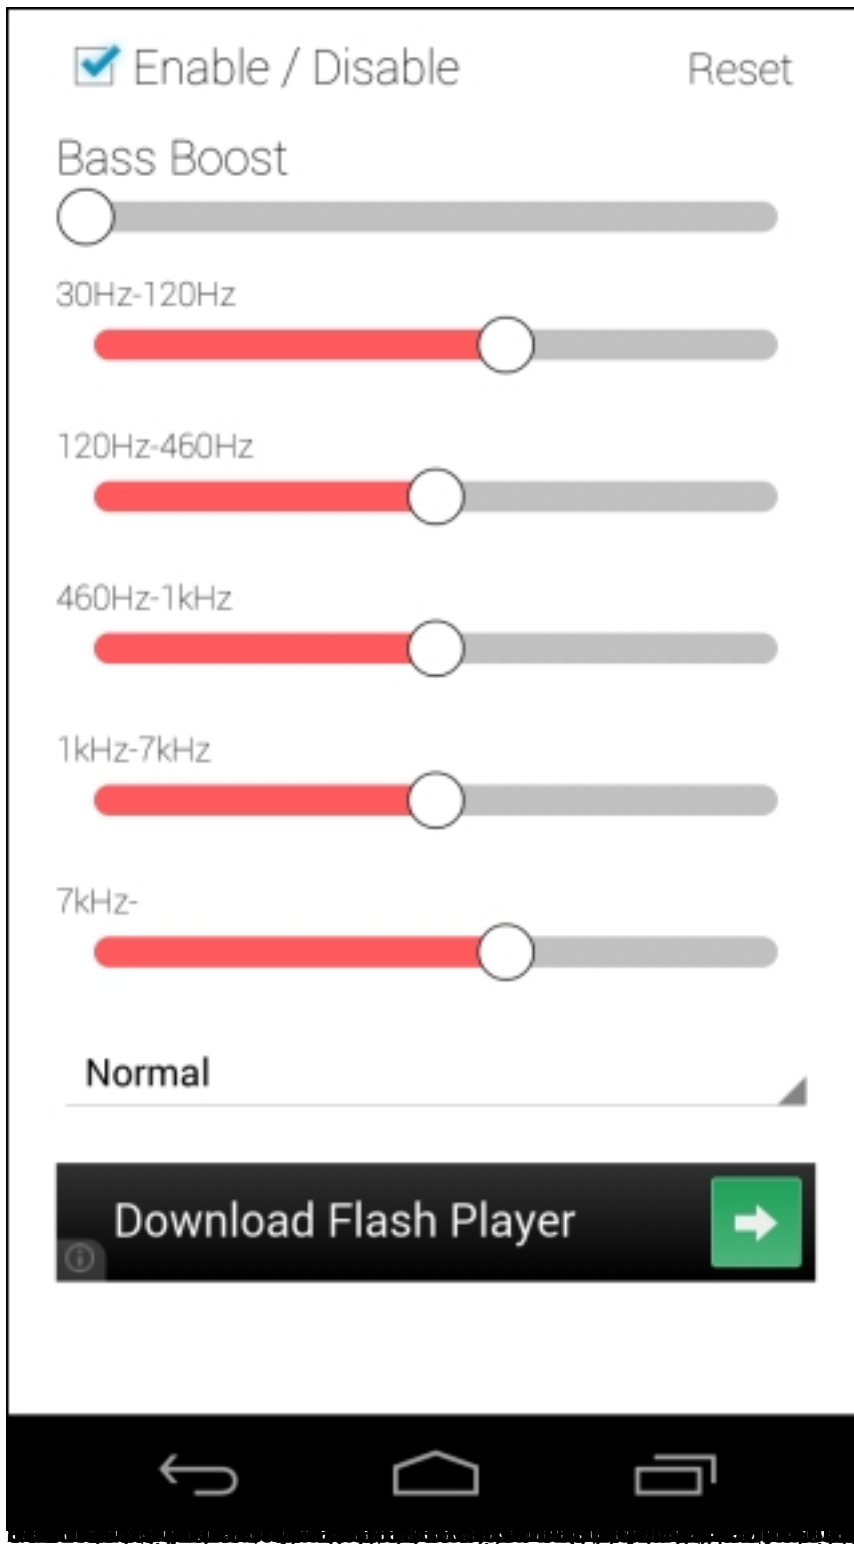 Enable / Disable
Reset
Bass Boost
30Hz-120Hz
120Hz-460Hz
460Hz-1kHz
1kHz-7kHz
7kHz-
Normal
Download Flash Player